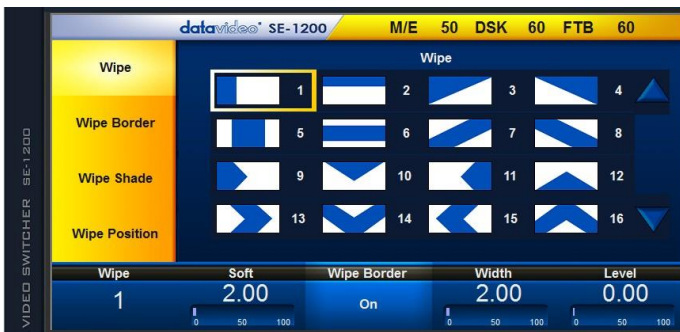 datavideo SE-1200 M/E 50 DSK 60 FTB 60
Wipe
Wipe
1 2 3 4
Wipe Border
5 6 7 8
Wipe Shade
9 10 11 12
Wipe Position
13 14 15 16
VIDEO SWITCHER SE-1200
Wipe Soft Wipe Border Width Level
1 2.00 On 2.00 0.00
0 50 100 0 50 100 0 50 100